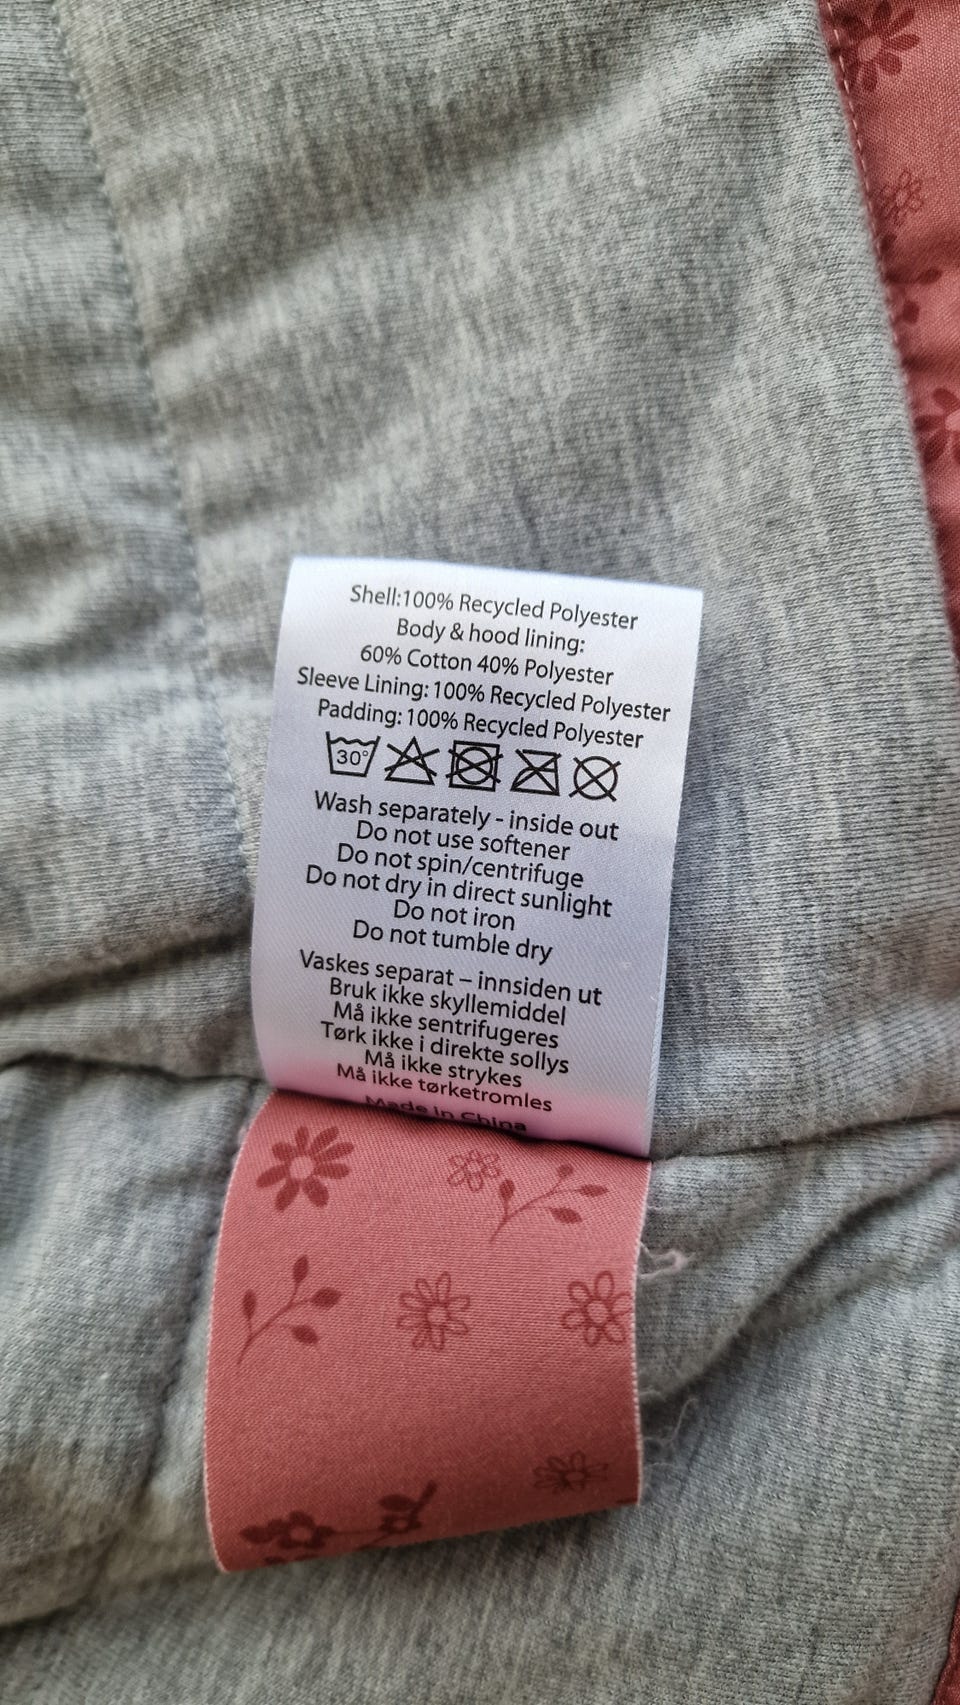 Shell:100% Recycled Polyester
Body & hood lining:
60% Cotton 40% Polyester
Sleeve Lining: 100% Recycled Polyester
Padding: 100% Recycled Polyester
30°
Wash separately - inside out
Do not use softener
Do not spin/centrifuge
Do not dry in direct sunlight
Do not iron
Do not tumble dry
Vaskes separat – innsiden ut
Bruk ikke skyllemiddel
Må ikke sentrifugeres
Tørk ikke i direkte sollys
Må ikke strykes
Må ikke tørketromles
Made in China